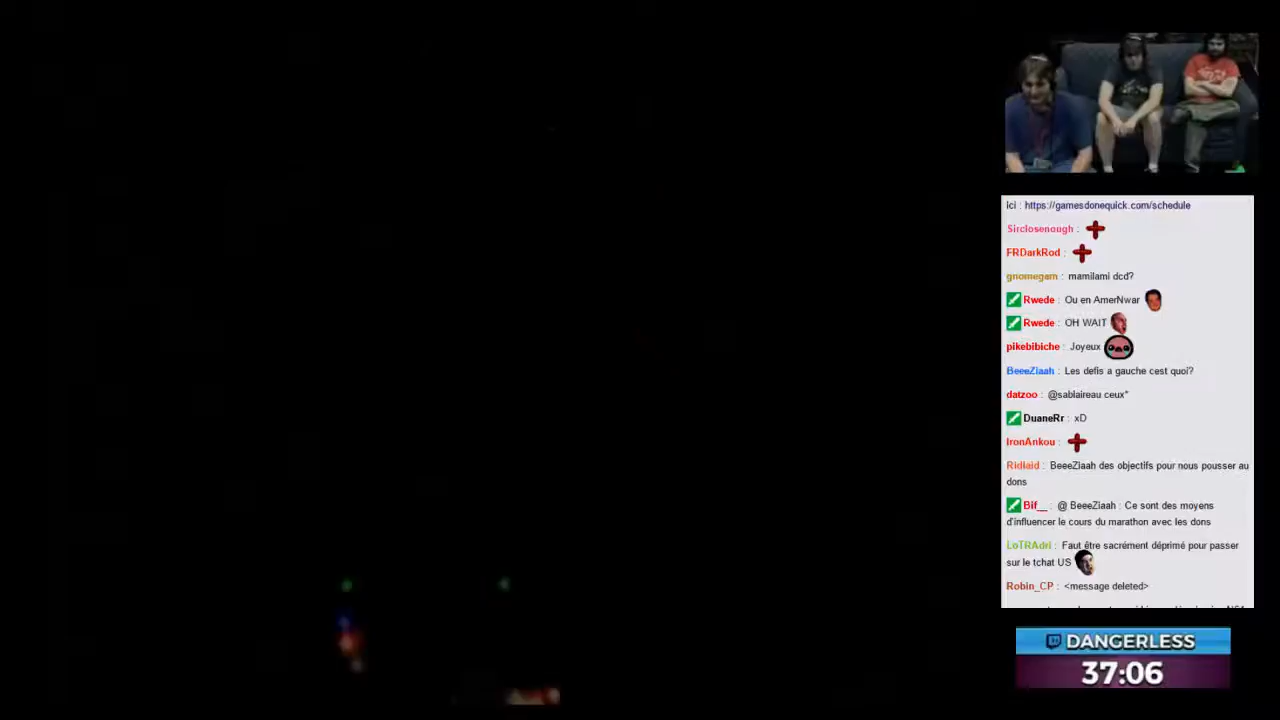 Ici : https://gamesdonequick.com/schedule
Sirclosenough :
FRDarkRod :
gnomegam : mamilami dcd?
Rwede : Ou en AmerNwar
Rwede : OH WAIT
pikebibiche : Joyeux
BeeeZiaah : Les defis a gauche cest quoi?
datzoo : @sablaireau ceux*
DuaneRr : xD
IronAnkou :
Ridlaid : BeeeZiaah des objectifs pour nous pousser au
dons
Bif__ : @ BeeeZiaah : Ce sont des moyens
d'influencer le cours du marathon avec les dons
LoTRAdri : Faut être sacrément déprimé pour passer
sur le tchat US
Robin_CP : <message deleted>
DANGERLESS
37:06